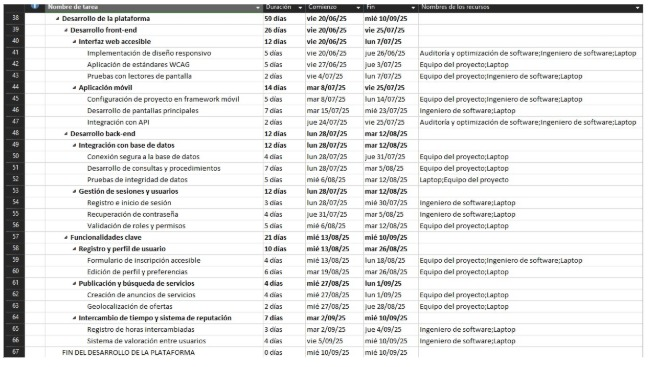 Nombre de tarea Duración Comienzo Fin Nombres de los recursos
38 Desarrollo de la plataforma 59 días vie 20/06/25 mié 10/09/25
39 Desarrollo front-end 26 días vie 20/06/25 vie 25/07/25
40 Interfaz web accesible 12 días vie 20/06/25 lun 7/07/25
41 Implementación de diseño responsivo 5 días vie 20/06/25 jue 26/06/25 Auditoría y optimización de software;Ingeniero de software;Laptop
42 Aplicación de estándares WCAG 5 días vie 27/06/25 jue 3/07/25 Equipo del proyecto;Laptop
43 Pruebas con lectores de pantalla 2 días vie 4/07/25 lun 7/07/25 Equipo del proyecto;Ingeniero de software;Laptop
44 Aplicación móvil 14 días mar 8/07/25 vie 25/07/25
45 Configuración de proyecto en framework móvil 5 días mar 8/07/25 lun 14/07/25 Equipo del proyecto;Ingeniero de software;Laptop
46 Desarrollo de pantallas principales 7 días mar 15/07/25 mié 23/07/25 Ingeniero de software;Laptop
47 Integración con API 2 días jue 24/07/25 vie 25/07/25 Auditoría y optimización de software;Ingeniero de software;Laptop
48 Desarrollo back-end 12 días lun 28/07/25 mar 12/08/25
49 Integración con base de datos 12 días lun 28/07/25 mar 12/08/25
50 Conexión segura a la base de datos 4 días lun 28/07/25 jue 31/07/25 Equipo del proyecto;Laptop
51 Desarrollo de consultas y procedimientos 7 días lun 28/07/25 mar 5/08/25 Equipo del proyecto;Laptop
52 Pruebas de integridad de datos 5 días mié 6/08/25 mar 12/08/25 Laptop;Equipo del proyecto
53 Gestión de sesiones y usuarios 12 días lun 28/07/25 mar 12/08/25
54 Registro e inicio de sesión 3 días lun 28/07/25 mié 30/07/25 Ingeniero de software;Laptop
55 Recuperación de contraseña 4 días jue 31/07/25 mar 5/08/25 Ingeniero de software;Laptop
56 Validación de roles y permisos 5 días mié 6/08/25 mar 12/08/25 Equipo del proyecto;Laptop
57 Funcionalidades clave 21 días mié 13/08/25 mié 10/09/25
58 Registro y perfil de usuario 10 días mié 13/08/25 mar 26/08/25
59 Formulario de inscripción accesible 4 días mié 13/08/25 lun 18/08/25 Equipo del proyecto;Ingeniero de software;Laptop
60 Edición de perfil y preferencias 6 días mar 19/08/25 mar 26/08/25 Equipo del proyecto;Laptop
61 Publicación y búsqueda de servicios 4 días mié 27/08/25 lun 1/09/25
62 Creación de anuncios de servicios 4 días mié 27/08/25 lun 1/09/25 Equipo del proyecto;Laptop
63 Geolocalización de ofertas 2 días mié 27/08/25 jue 28/08/25 Equipo del proyecto;Laptop
64 Intercambio de tiempo y sistema de reputación 7 días mar 2/09/25 mié 10/09/25
65 Registro de horas intercambiadas 3 días mar 2/09/25 jue 4/09/25 Ingeniero de software;Laptop
66 Sistema de valoración entre usuarios 4 días vie 5/09/25 mié 10/09/25 Ingeniero de software;Laptop
67 FIN DEL DESARROLLO DE LA PLATAFORMA 0 días mié 10/09/25 mié 10/09/25